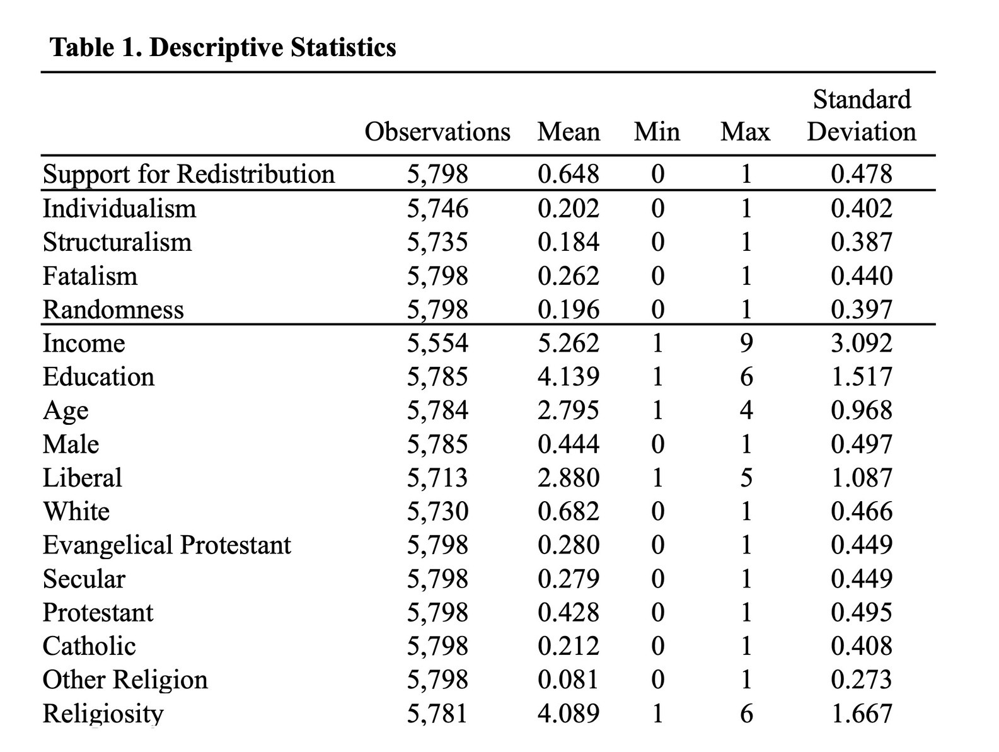 Table 1. Descriptive Statistics
Observations Mean Min Max Standard Deviation
Support for Redistribution 5,798 0.648 0 1 0.478
Individualism 5,746 0.202 0 1 0.402
Structuralism 5,735 0.184 0 1 0.387
Fatalism 5,798 0.262 0 1 0.440
Randomness 5,798 0.196 0 1 0.397
Income 5,554 5.262 1 9 3.092
Education 5,785 4.139 1 6 1.517
Age 5,784 2.795 1 4 0.968
Male 5,785 0.444 0 1 0.497
Liberal 5,713 2.880 1 5 1.087
White 5,730 0.682 0 1 0.466
Evangelical Protestant 5,798 0.280 0 1 0.449
Secular 5,798 0.279 0 1 0.449
Protestant 5,798 0.428 0 1 0.495
Catholic 5,798 0.212 0 1 0.408
Other Religion 5,798 0.081 0 1 0.273
Religiosity 5,781 4.089 1 6 1.667